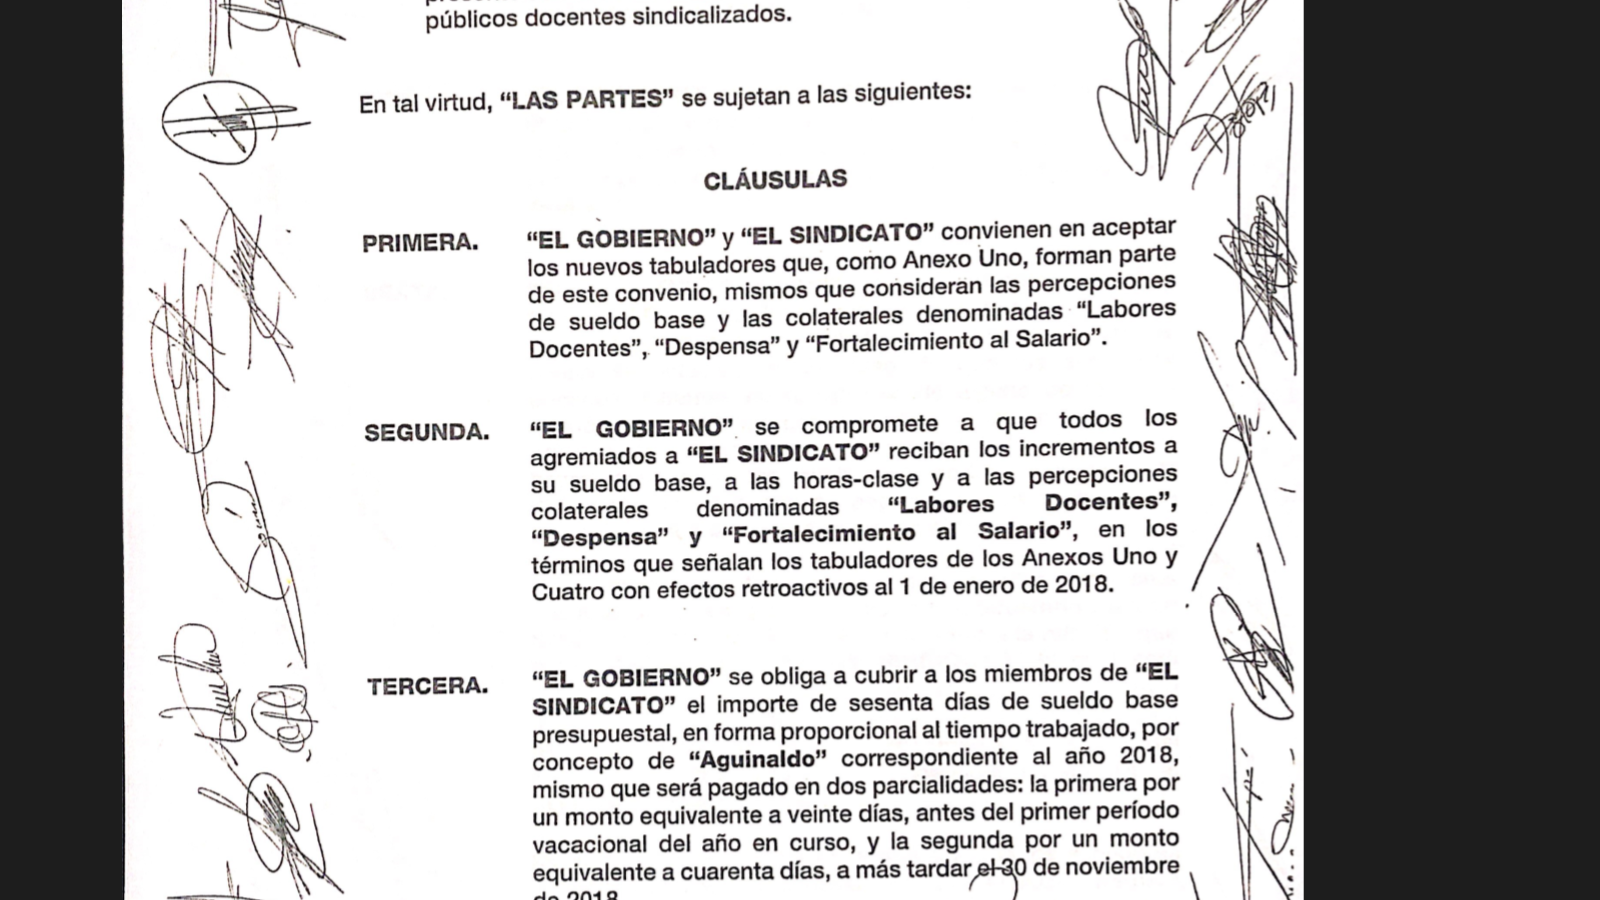 públicos docentes sindicalizados.
En tal virtud, “LAS PARTES” se sujetan a las siguientes:
CLÁUSULAS
PRIMERA. “EL GOBIERNO” y “EL SINDICATO” convienen en aceptar
los nuevos tabuladores que, como Anexo Uno, forman parte
de este convenio, mismos que consideran las percepciones
de sueldo base y las colaterales denominadas “Labores
Docentes”, “Despensa” y “Fortalecimiento al Salario”.
SEGUNDA. “EL GOBIERNO” se compromete a que todos los
agremiados a “EL SINDICATO” reciban los incrementos a
su sueldo base, a las horas-clase y a las percepciones
colaterales denominadas “Labores Docentes”,
“Despensa” y “Fortalecimiento al Salario”, en los
términos que señalan los tabuladores de los Anexos Uno y
Cuatro con efectos retroactivos al 1 de enero de 2018.
TERCERA. “EL GOBIERNO” se obliga a cubrir a los miembros de “EL
SINDICATO” el importe de sesenta días de sueldo base
presupuestal, en forma proporcional al tiempo trabajado, por
concepto de “Aguinaldo” correspondiente al año 2018,
mismo que será pagado en dos parcialidades: la primera por
un monto equivalente a veinte días, antes del primer período
vacacional del año en curso, y la segunda por un monto
equivalente a cuarenta días, a más tardar el 30 de noviembre
de 2018